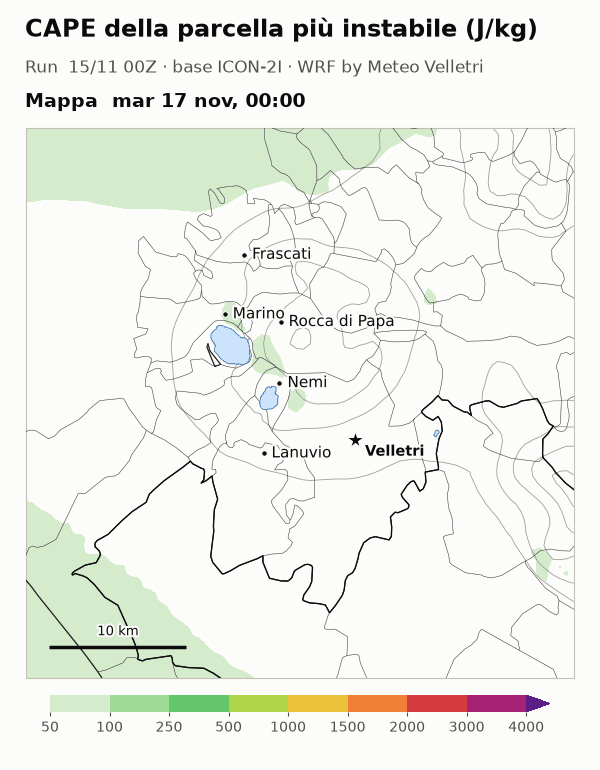 CAPE della parcella più instabile (J/kg)
Run  15/11 00Z · base ICON-2I · WRF by Meteo Velletri
Mappa  mar 17 nov, 00:00
Frascati
Marino
Rocca di Papa
Nemi
Velletri
Lanuvio
10 km
50 100 250 500 1000 1500 2000 3000 4000